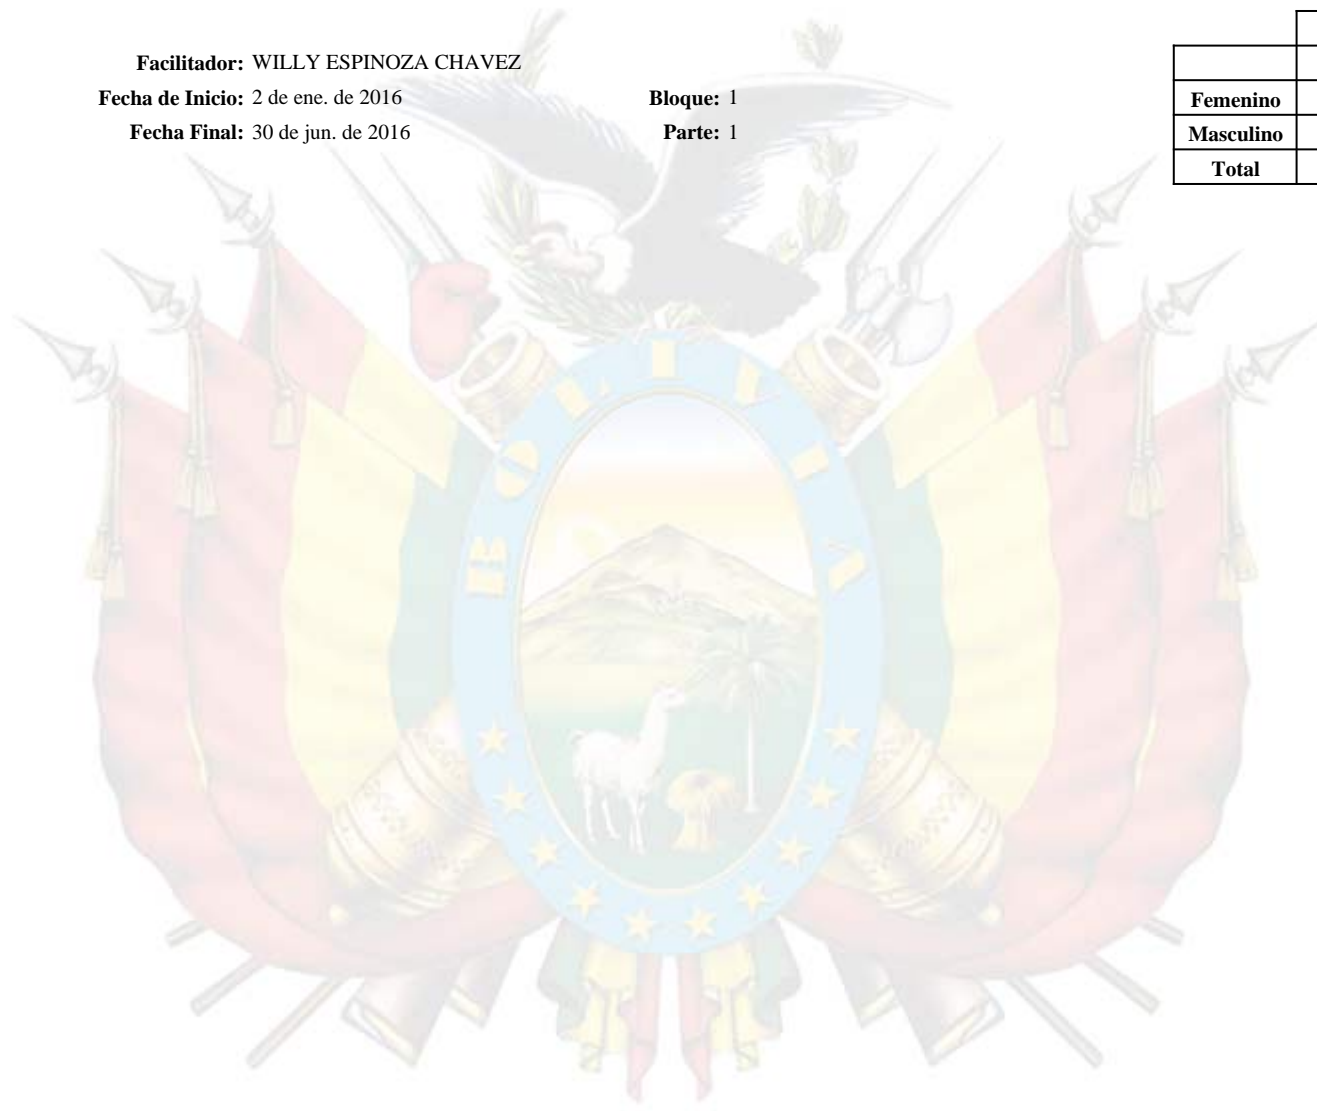 Facilitador: WILLY ESPINOZA CHAVEZ
Fecha de Inicio: 2 de ene. de 2016 Bloque: 1
Fecha Final: 30 de jun. de 2016 Parte: 1
Femenino
Masculino
Total
BOLIVIA